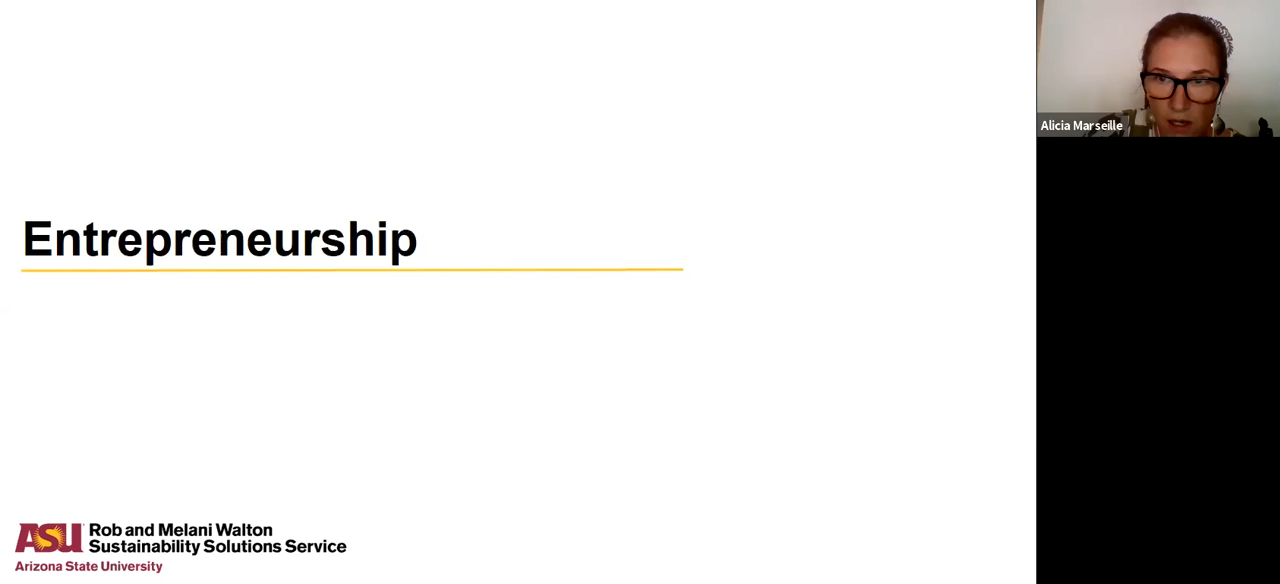 Alicia Marseille
Entrepreneurship
ASU Rob and Melani Walton
Sustainability Solutions Service
Arizona State University